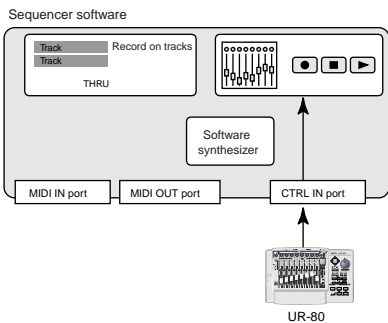 Sequencer software
Track Record on tracks
Track
THRU
Software
synthesizer
MIDI IN port MIDI OUT port CTRL IN port
UR-80